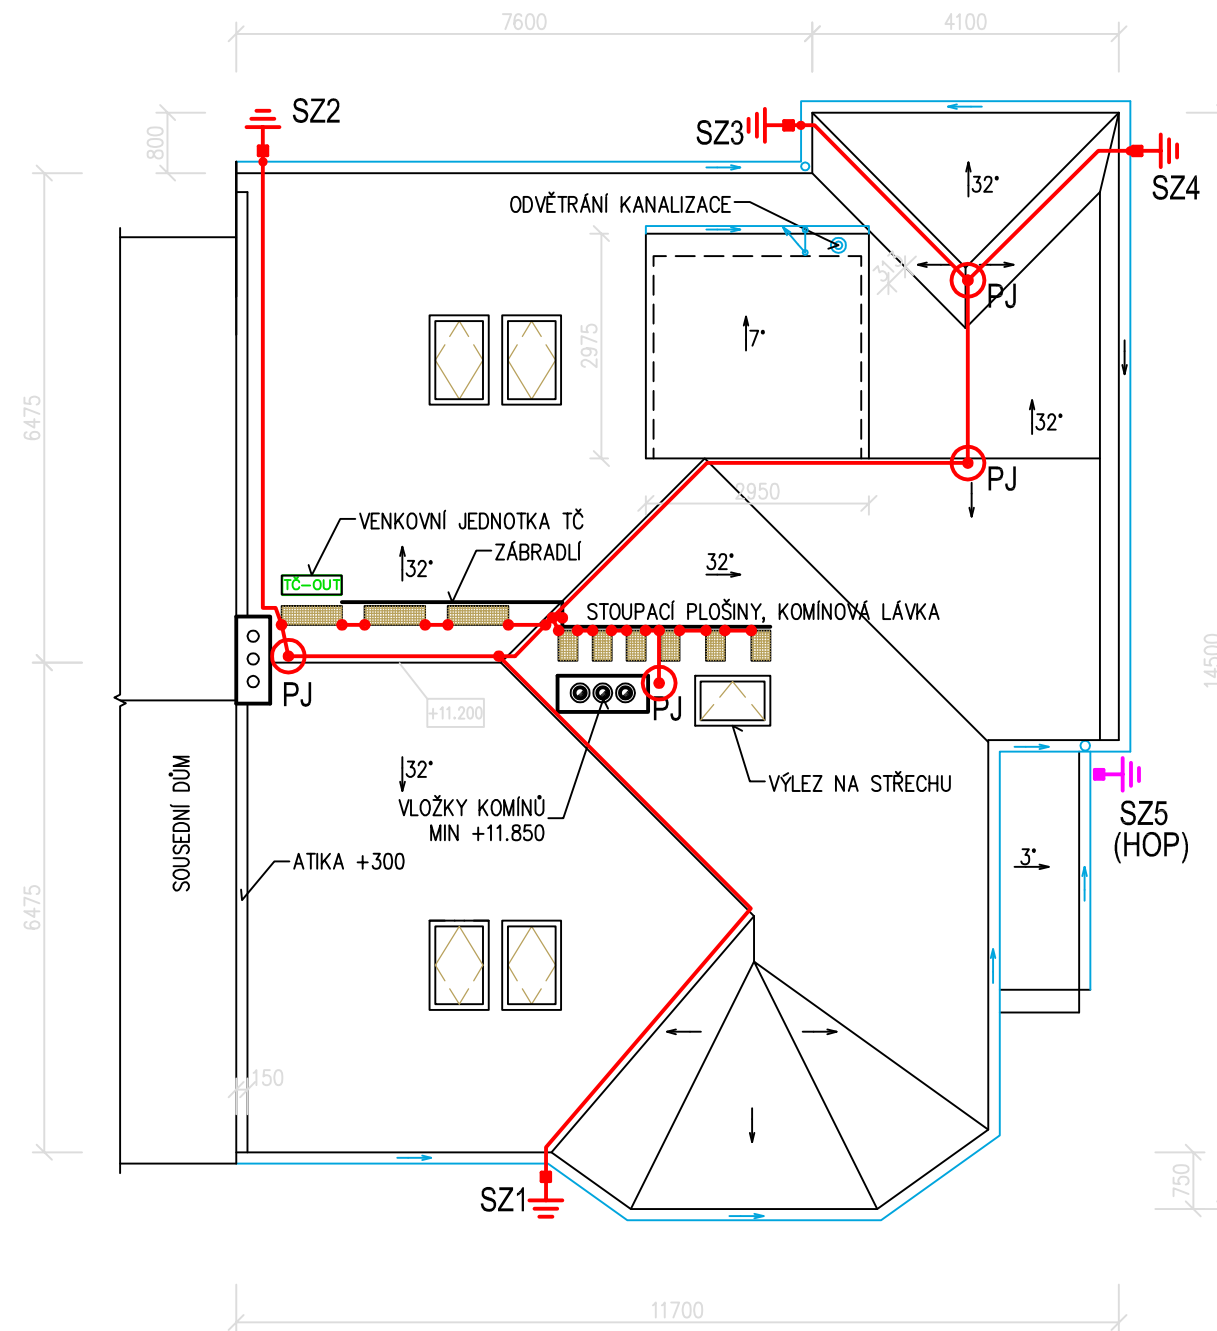 7600
4100
SZ2
SZ3
800
SZ4
32°
ODVĚTRÁNÍ KANALIZACE
31
PJ
7°
2975
6475
32°
PJ
2950
VENKOVNÍ JEDNOTKA TČ
ZÁBRADLÍ
32°
32°
TČ-OUT
STOUPACÍ PLOŠINY, KOMÍNOVÁ LÁVKA
14500
PJ
PJ
+11.200
32°
VÝLEZ NA STŘECHU
VLOŽKY KOMÍNŮ
MIN +11.850
SZ5
(HOP)
SOUSEDNÍ DŮM
ATIKA +300
3°
6475
150
750
SZ1
11700